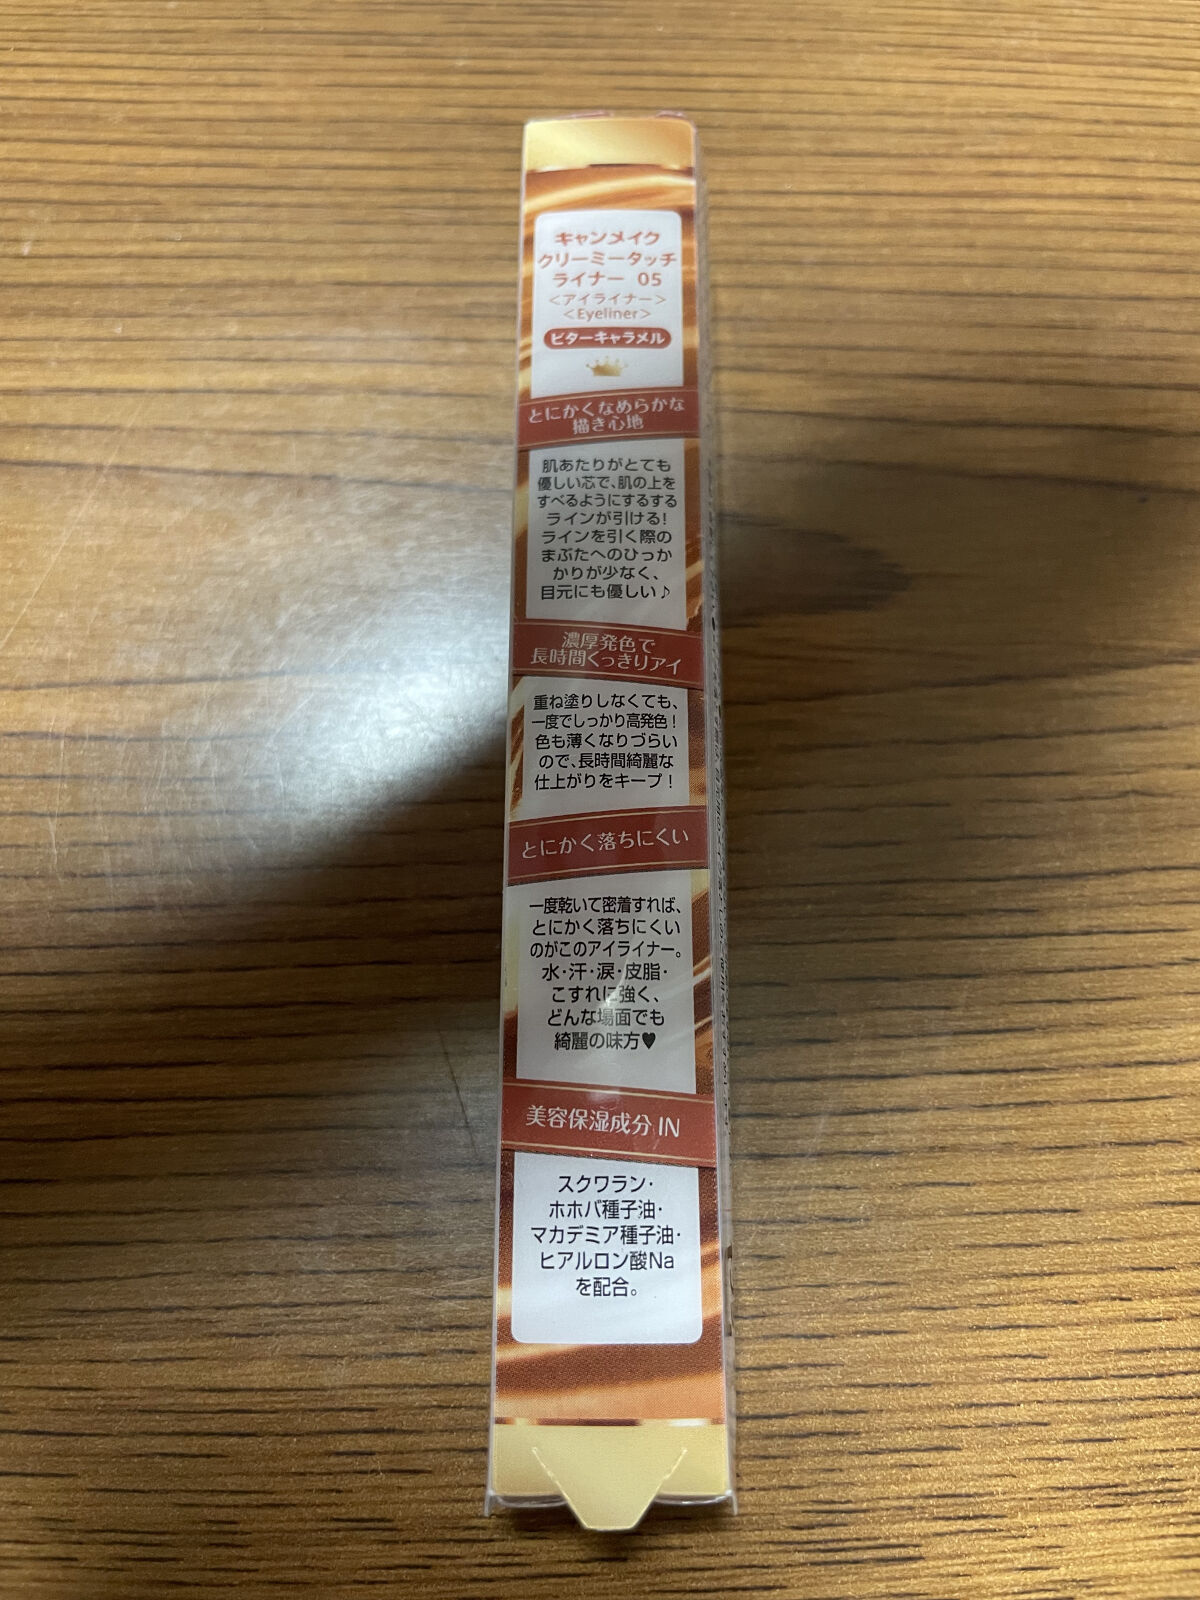 キャンメイク
クリーミータッチ
ライナー 05
＜アイライナー＞
＜Eyeliner＞
ビターキャラメル
とにかくなめらかな
描き心地
肌あたりがとても
優しい芯で、肌の上を
すべるようにするする
ラインが引ける!
ラインを引く際の
まぶたへのひっか
かりが少なく、
目元にも優しい♪
濃厚発色で
長時間くっきりアイ
重ね塗りしなくても、
一度でしっかり高発色!
色も薄くなりづらい
ので、長時間綺麗な
仕上がりをキープ!
とにかく落ちにくい
一度乾いて密着すれば、
とにかく落ちにくい
のがこのアイライナー。
水・汗・涙・皮脂・
こすれに強く、
どんな場面でも
綺麗の味方♥
美容保湿成分 IN
スクワラン・
ホホバ種子油・
マカデミア種子油・
ヒアルロン酸Na
を配合。